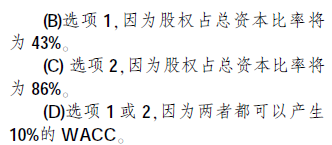 (B)选项 1,因为股权占总资本比率将
为 43%。
(C) 选项 2,因为股权占总资本比率将
为 86%。
(D)选项 1 或 2,因为两者都可以产生
10%的 WACC。